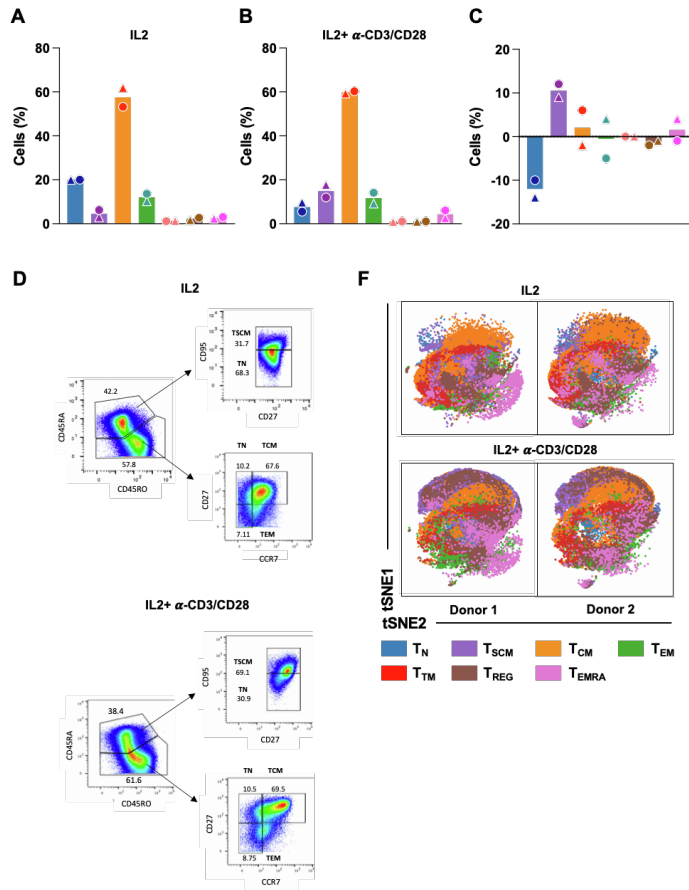 A
IL2
Cells (%)
80
60
40
20
0
B
IL2+ α-CD3/CD28
Cells (%)
80
60
40
20
0
C
Cells (%)
20
10
0
-10
-20
D
IL2
CD45RA
42.2
57.8
CD45RO
CD95
TSCM
31.7
TN
68.3
CD27
CD27
TN TCM
10.2 67.6
7.11 TEM
CCR7
IL2+ α-CD3/CD28
CD45RA
38.4
61.6
CD45RO
CD95
TSCM
69.1
TN
30.9
CD27
CD27
TN TCM
10.5 69.5
8.75 TEM
CCR7
F
IL2
IL2+ α-CD3/CD28
tSNE1
tSNE2
Donor 1 Donor 2
TN TSCM TCM TEM
TTM TREG TEMRA